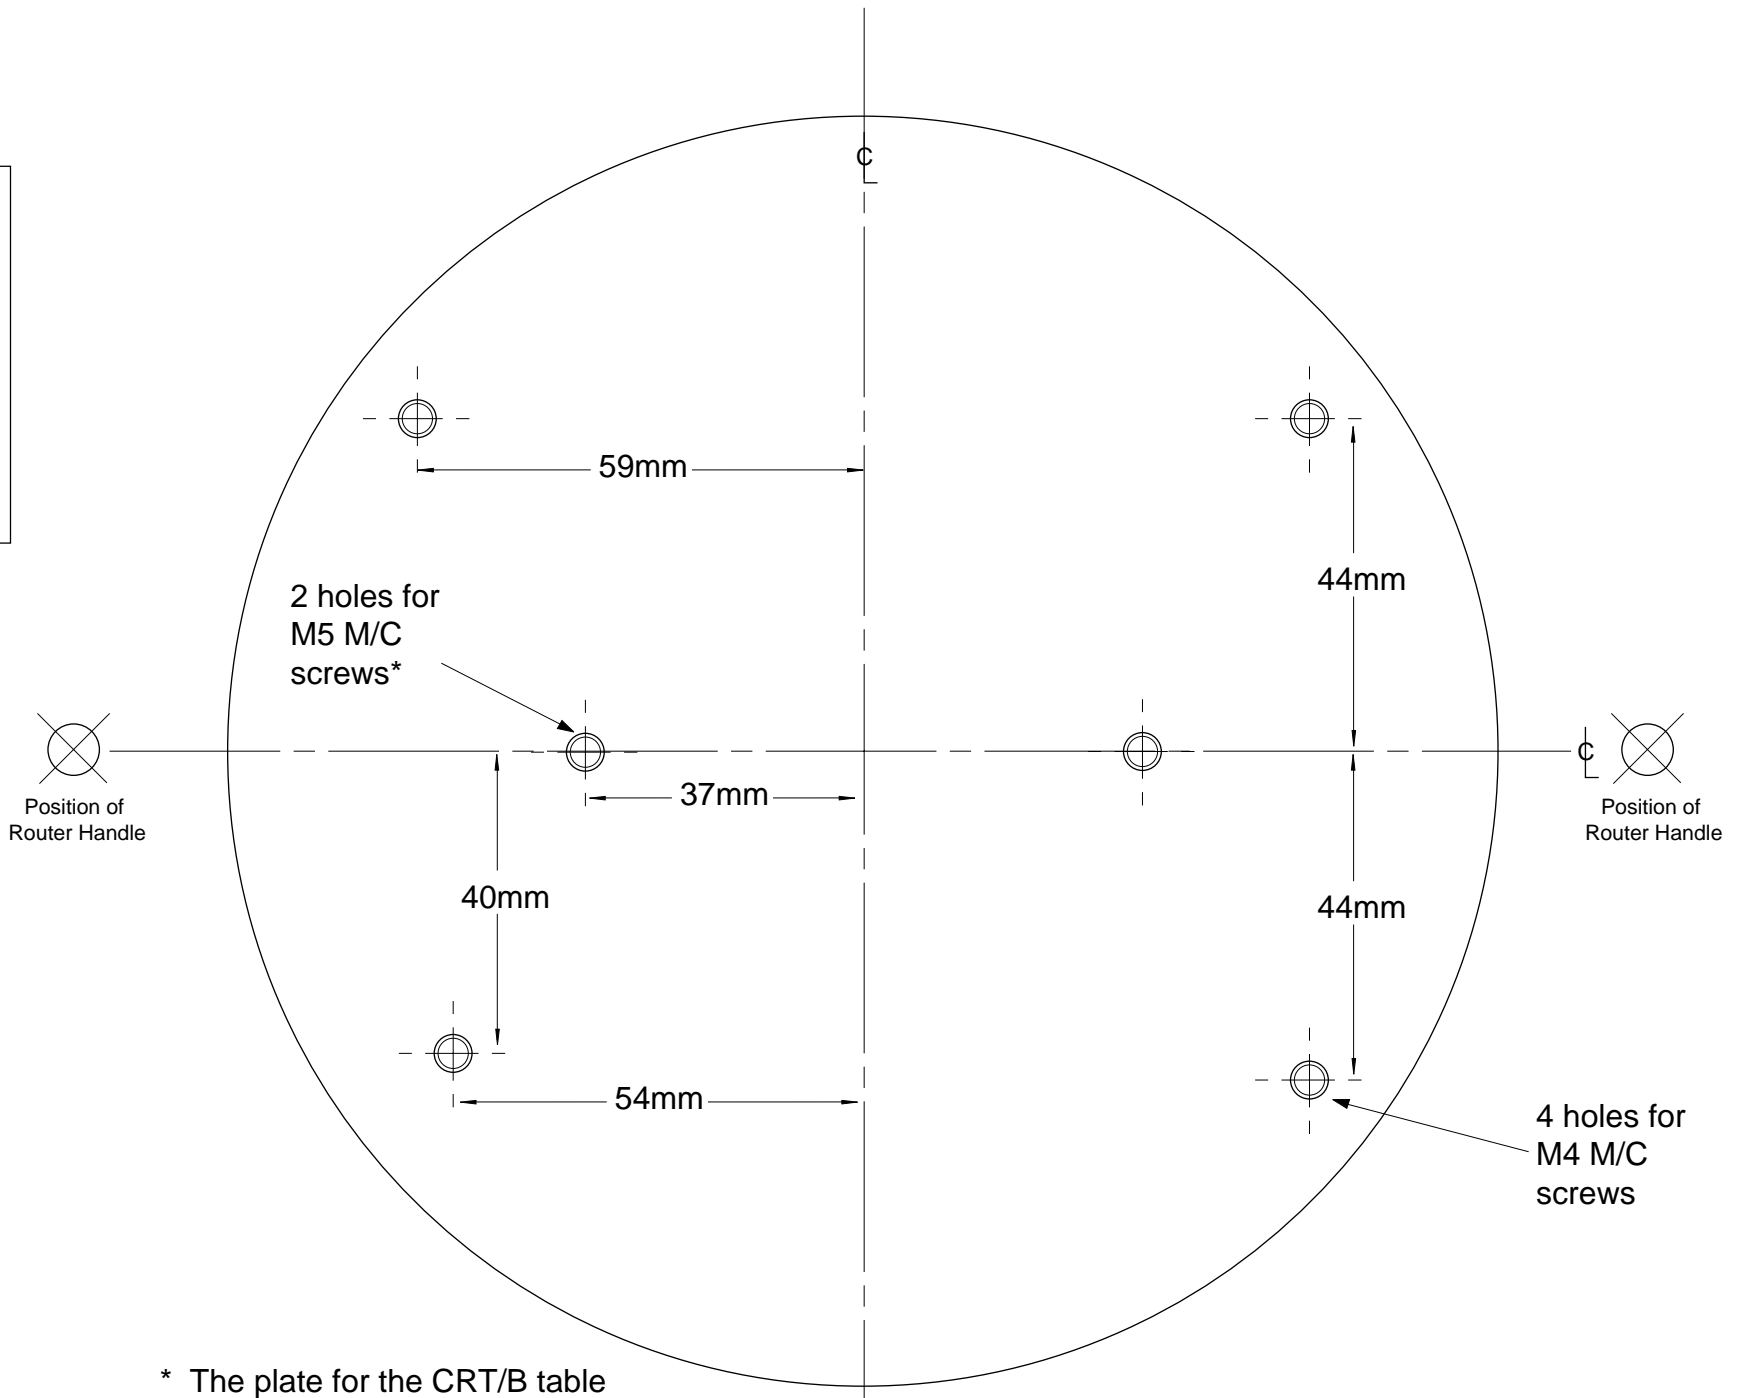 C
L
59mm
44mm
2 holes for
M5 M/C
screws*
C
L
37mm
Position of
Router Handle
Position of
Router Handle
40mm
44mm
54mm
4 holes for
M4 M/C
screws
* The plate for the CRT/B table